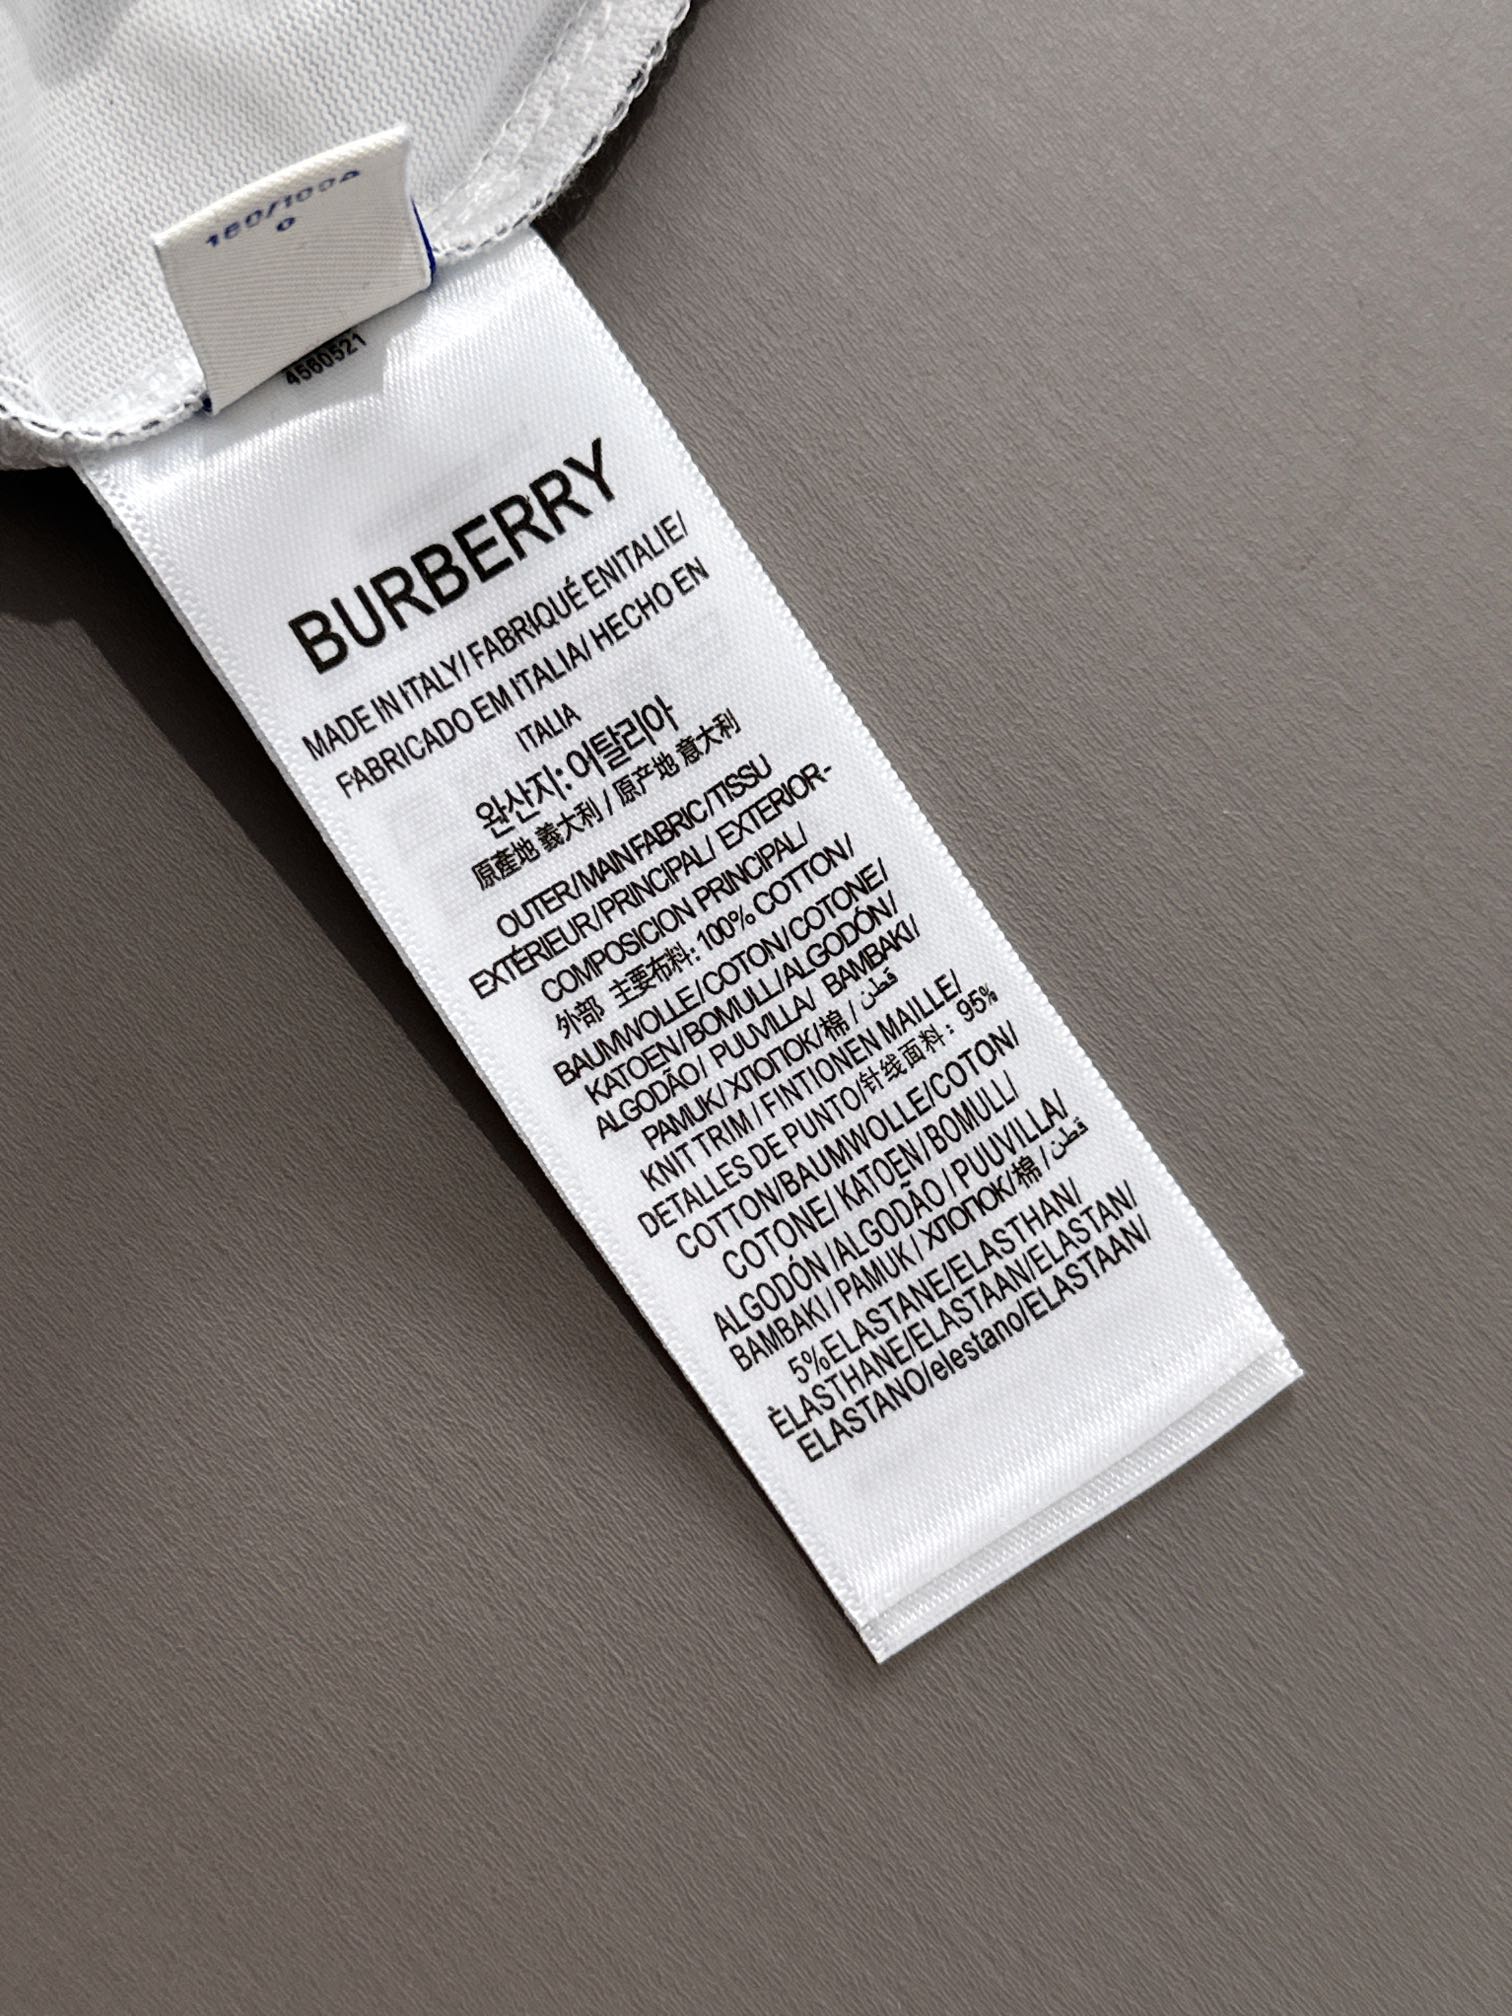 160/100A
0
4560521
BURBERRY
MADE IN ITALY/ FABRIQUÉ ENITALIE/
FABRICADO EM ITALIA/ HECHO EN
ITALIA
완산지: 어탈리아
原產地 義大利 / 原产地 意大利
OUTER/MAIN FABRIC/TISSU
EXTÉRIEUR/PRINCIPAL/ EXTERIOR-
COMPOSICION PRINCIPAL/
外部 主要布料: 100% COTTON/
BAUMWOLLE/COTON/COTONE/
KATOEN/BOMULL/ALGODÓN/
ALGODÃO/ PUUVILLA/ BAMBAKI/
PAMUK/ХЛОПОК/棉 / قطن
KNIT TRIM / FINTIONEN MAILLE/
DETALLES DE PUNTO/针线面料: 95%
COTTON/BAUMWOLLE/COTON/
COTONE/ KATOEN/BOMULL/
ALGODÓN /ALGODÃO / PUUVILLA/
BAMBAKI / PAMUK / ХЛОПОК/棉 / قطن
5%ELASTANE/ELASTHAN/
ÈLASTHANE/ELASTAAN/ELASTAN/
ELASTANO/elestano/ELASTAAN/